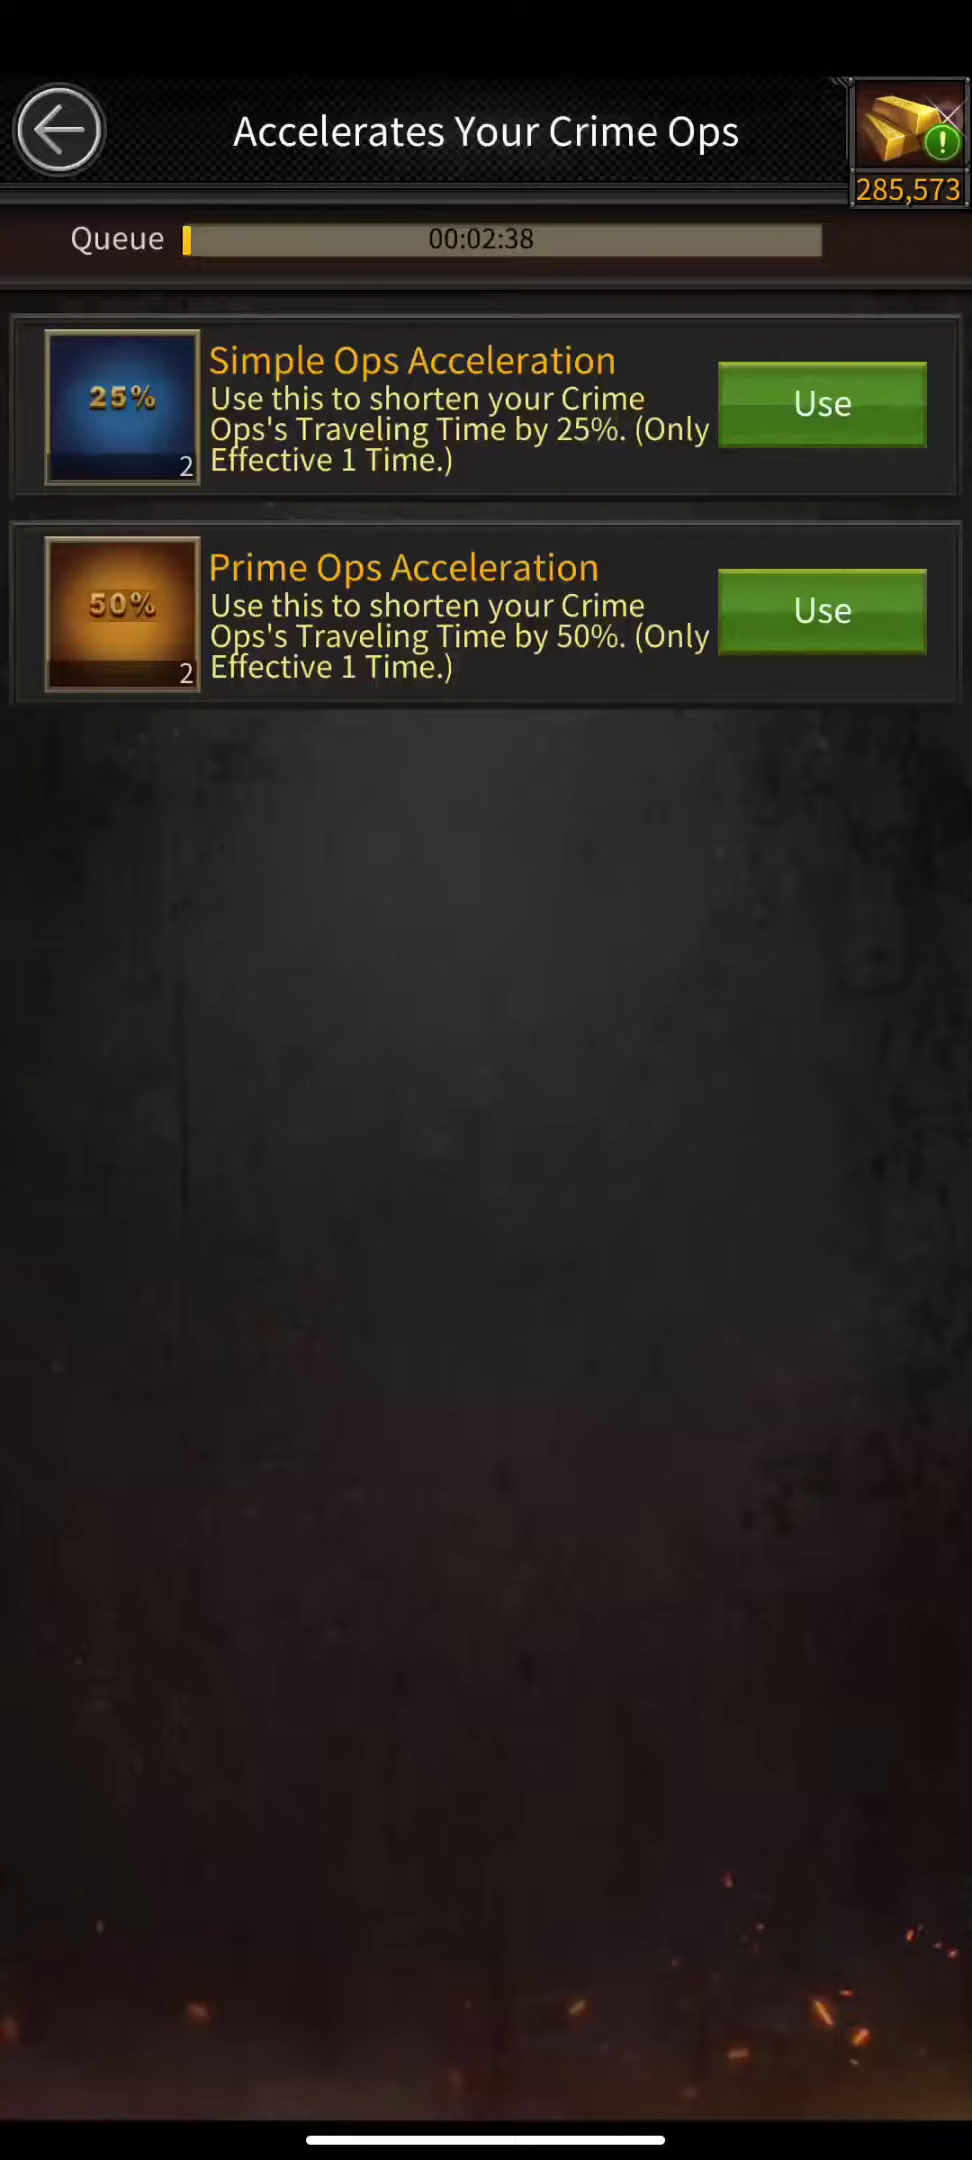 Accelerates Your Crime Ops
285,573
Queue
00:02:38
25%
2
Simple Ops Acceleration
Use this to shorten your Crime
Ops's Traveling Time by 25%. (Only
Effective 1 Time.)
Use
50%
2
Prime Ops Acceleration
Use this to shorten your Crime
Ops's Traveling Time by 50%. (Only
Effective 1 Time.)
Use